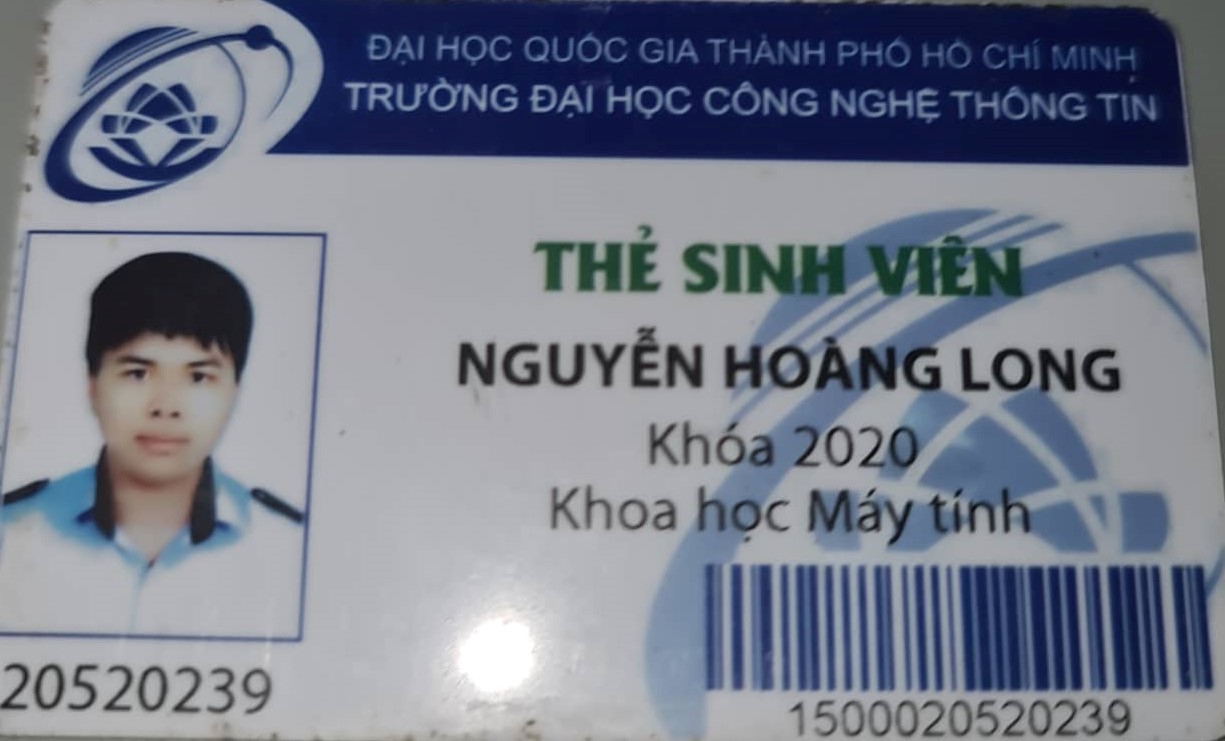 ĐẠI HỌC QUỐC GIA THÀNH PHỐ HỒ CHÍ MINH
TRƯỜNG ĐẠI HỌC CÔNG NGHỆ THÔNG TIN
THẺ SINH VIÊN
NGUYỄN HOÀNG LONG
Khóa 2020
Khoa học Máy tính
20520239
1500020520239